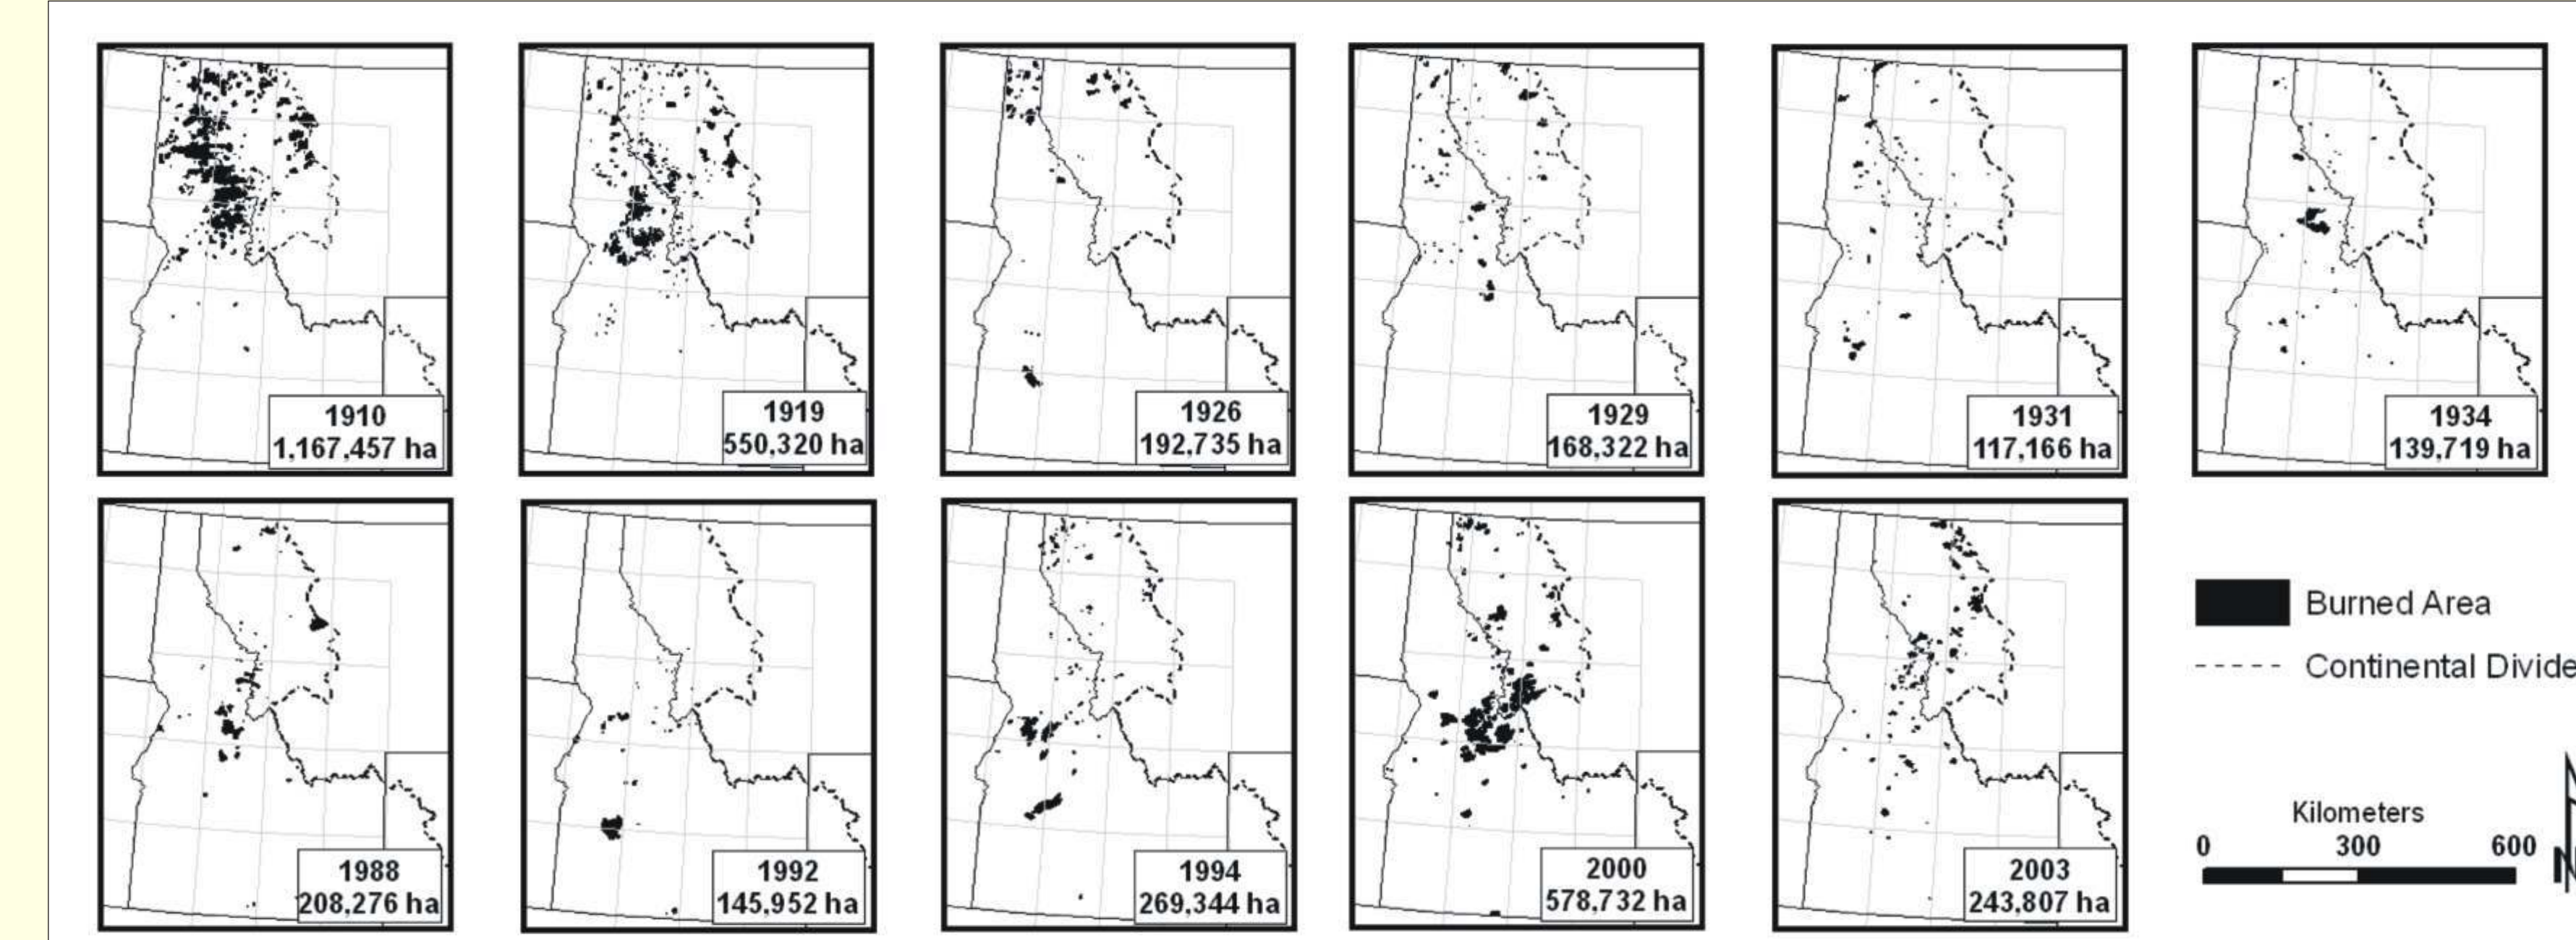 1910
1,167,457 ha
1919
550,320 ha
1926
192,735 ha
1929
168,322 ha
1931
117,166 ha
1934
139,719 ha
1988
208,276 ha
1992
145,952 ha
1994
269,344 ha
2000
578,732 ha
2003
243,807 ha
Burned Area
Continental Divide
Kilometers
0 300 600
N